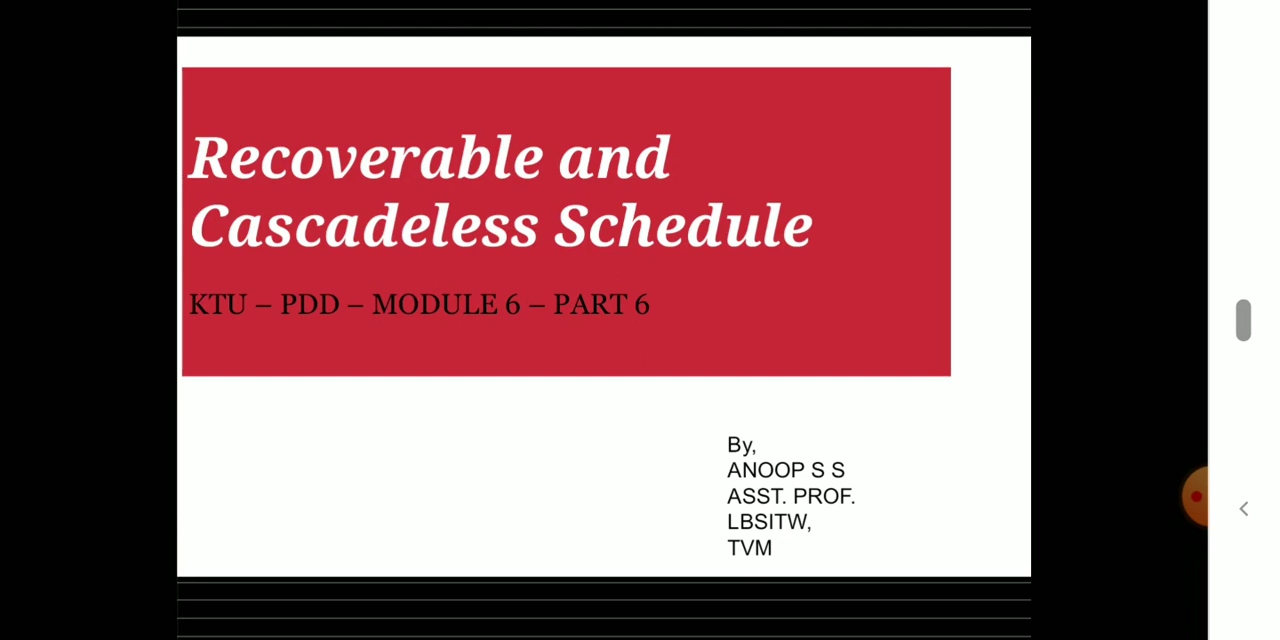 Recoverable and
Cascadeless Schedule
KTU – PDD – MODULE 6 – PART 6
By,
ANOOP S S
ASST. PROF.
LBSITW,
TVM